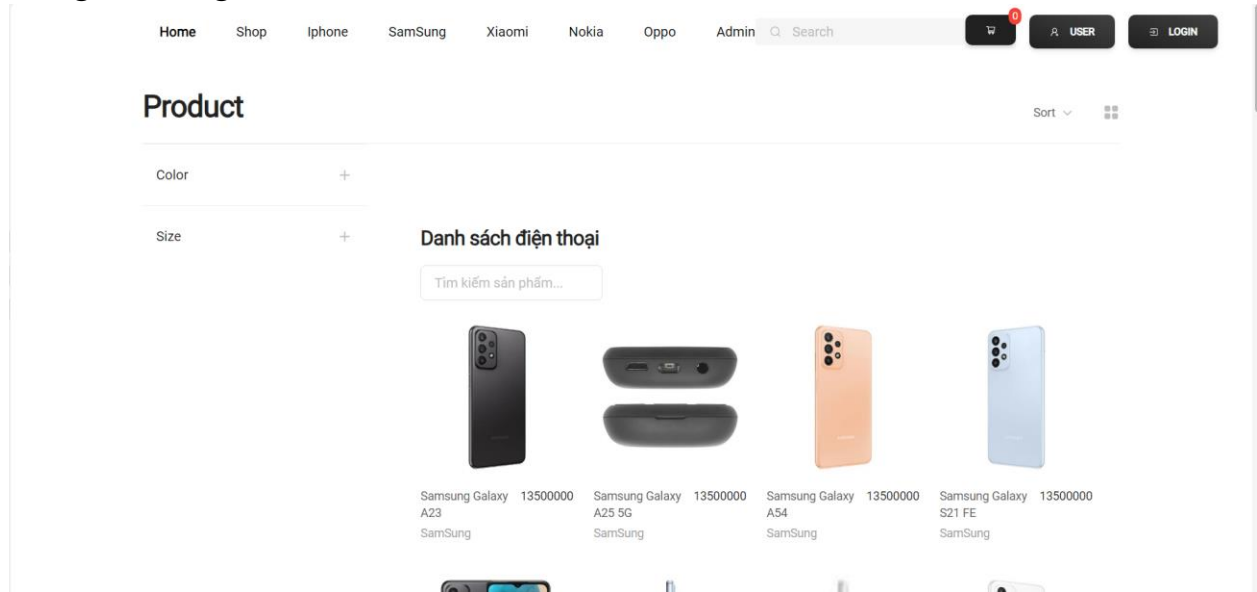 Home Shop Iphone SamSung Xiaomi Nokia Oppo Admin Search 0 USER LOGIN
Product
Sort
Color
Size
Danh sách điện thoại
Tìm kiếm sản phẩm...
Samsung Galaxy 13500000 Samsung Galaxy 13500000 Samsung Galaxy 13500000 Samsung Galaxy 13500000
A23 A25 5G A54 S21 FE
SamSung SamSung SamSung SamSung